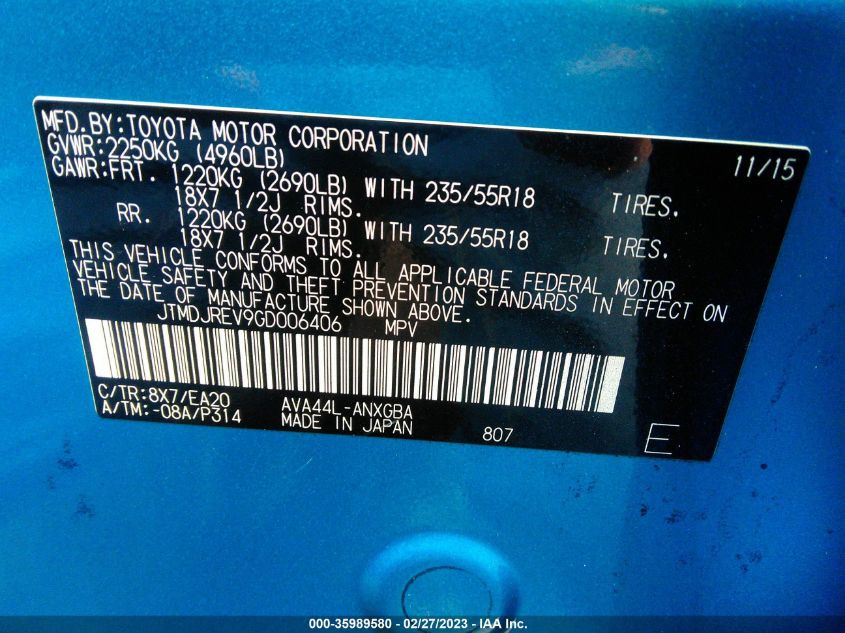 MFD.BY:TOYOTA MOTOR CORPORATION 11/15
GVWR:2250KG (4960LB)
GAWR:FRT. 1220KG (2690LB) WITH 235/55R18 TIRES.
18X7 1/2J RIMS.
RR. 1220KG (2690LB) WITH 235/55R18 TIRES.
18X7 1/2J RIMS.
THIS VEHICLE CONFORMS TO ALL APPLICABLE FEDERAL MOTOR
VEHICLE SAFETY AND THEFT PREVENTION STANDARDS IN EFFECT ON
THE DATE OF MANUFACTURE SHOWN ABOVE.
JTMDJREV9GD006406 MPV
C/TR:8X7/EA20 AVA44L-ANXGBA
A/TM:-08A/P314 MADE IN JAPAN 807 E
000-35989580 - 02/27/2023 - IAA Inc.